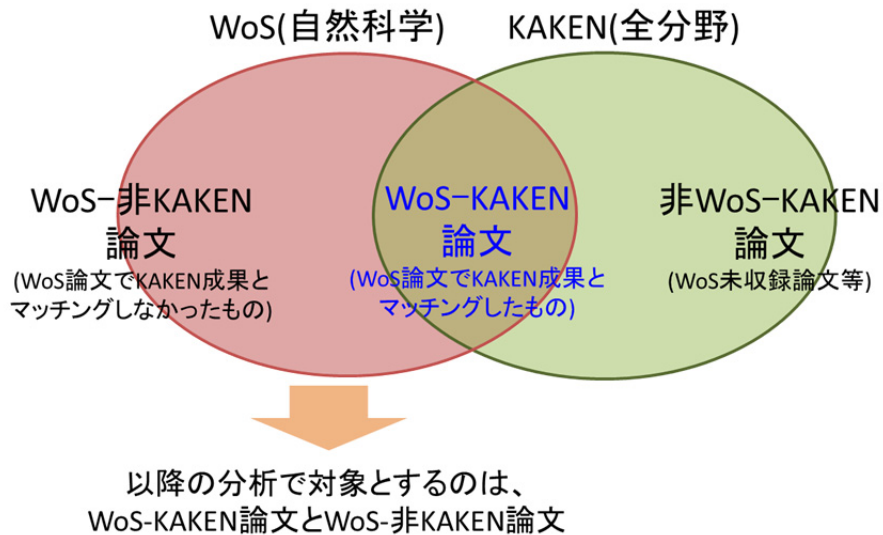 WoS(自然科学)
KAKEN(全分野)
WoS−非KAKEN
論文
(WoS論文でKAKEN成果と
マッチングしなかったもの)
WoS−KAKEN
論文
(WoS論文でKAKEN成果と
マッチングしたもの)
非WoS−KAKEN
論文
(WoS未収録論文等)
以降の分析で対象とするのは、
WoS-KAKEN論文とWoS-非KAKEN論文